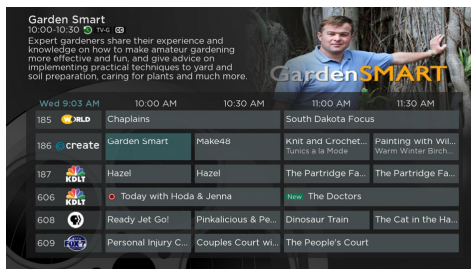 Garden Smart
10:00-10:30 TV-G CC
Expert gardeners share their experience and
knowledge on how to make amateur gardening
more effective and fun, and give advice on
implementing practical techniques to yard and
soil preparation, caring for plants and much more.
GardenSMART
Wed 9:03 AM 10:00 AM 10:30 AM 11:00 AM 11:30 AM
185 WORLD Chaplains South Dakota Focus
186 create Garden Smart Make48 Knit and Crochet... Painting with Wil...
Tunics a la Mode Warm Winter Birch...
187 KDLT Hazel Hazel The Partridge Fa... The Partridge Fa...
606 KDLT Today with Hoda & Jenna New The Doctors
608 Ready Jet Go! Pinkalicious & Pe... Dinosaur Train The Cat in the Ha...
609 FOX Personal Injury C... Couples Court wi... The People's Court